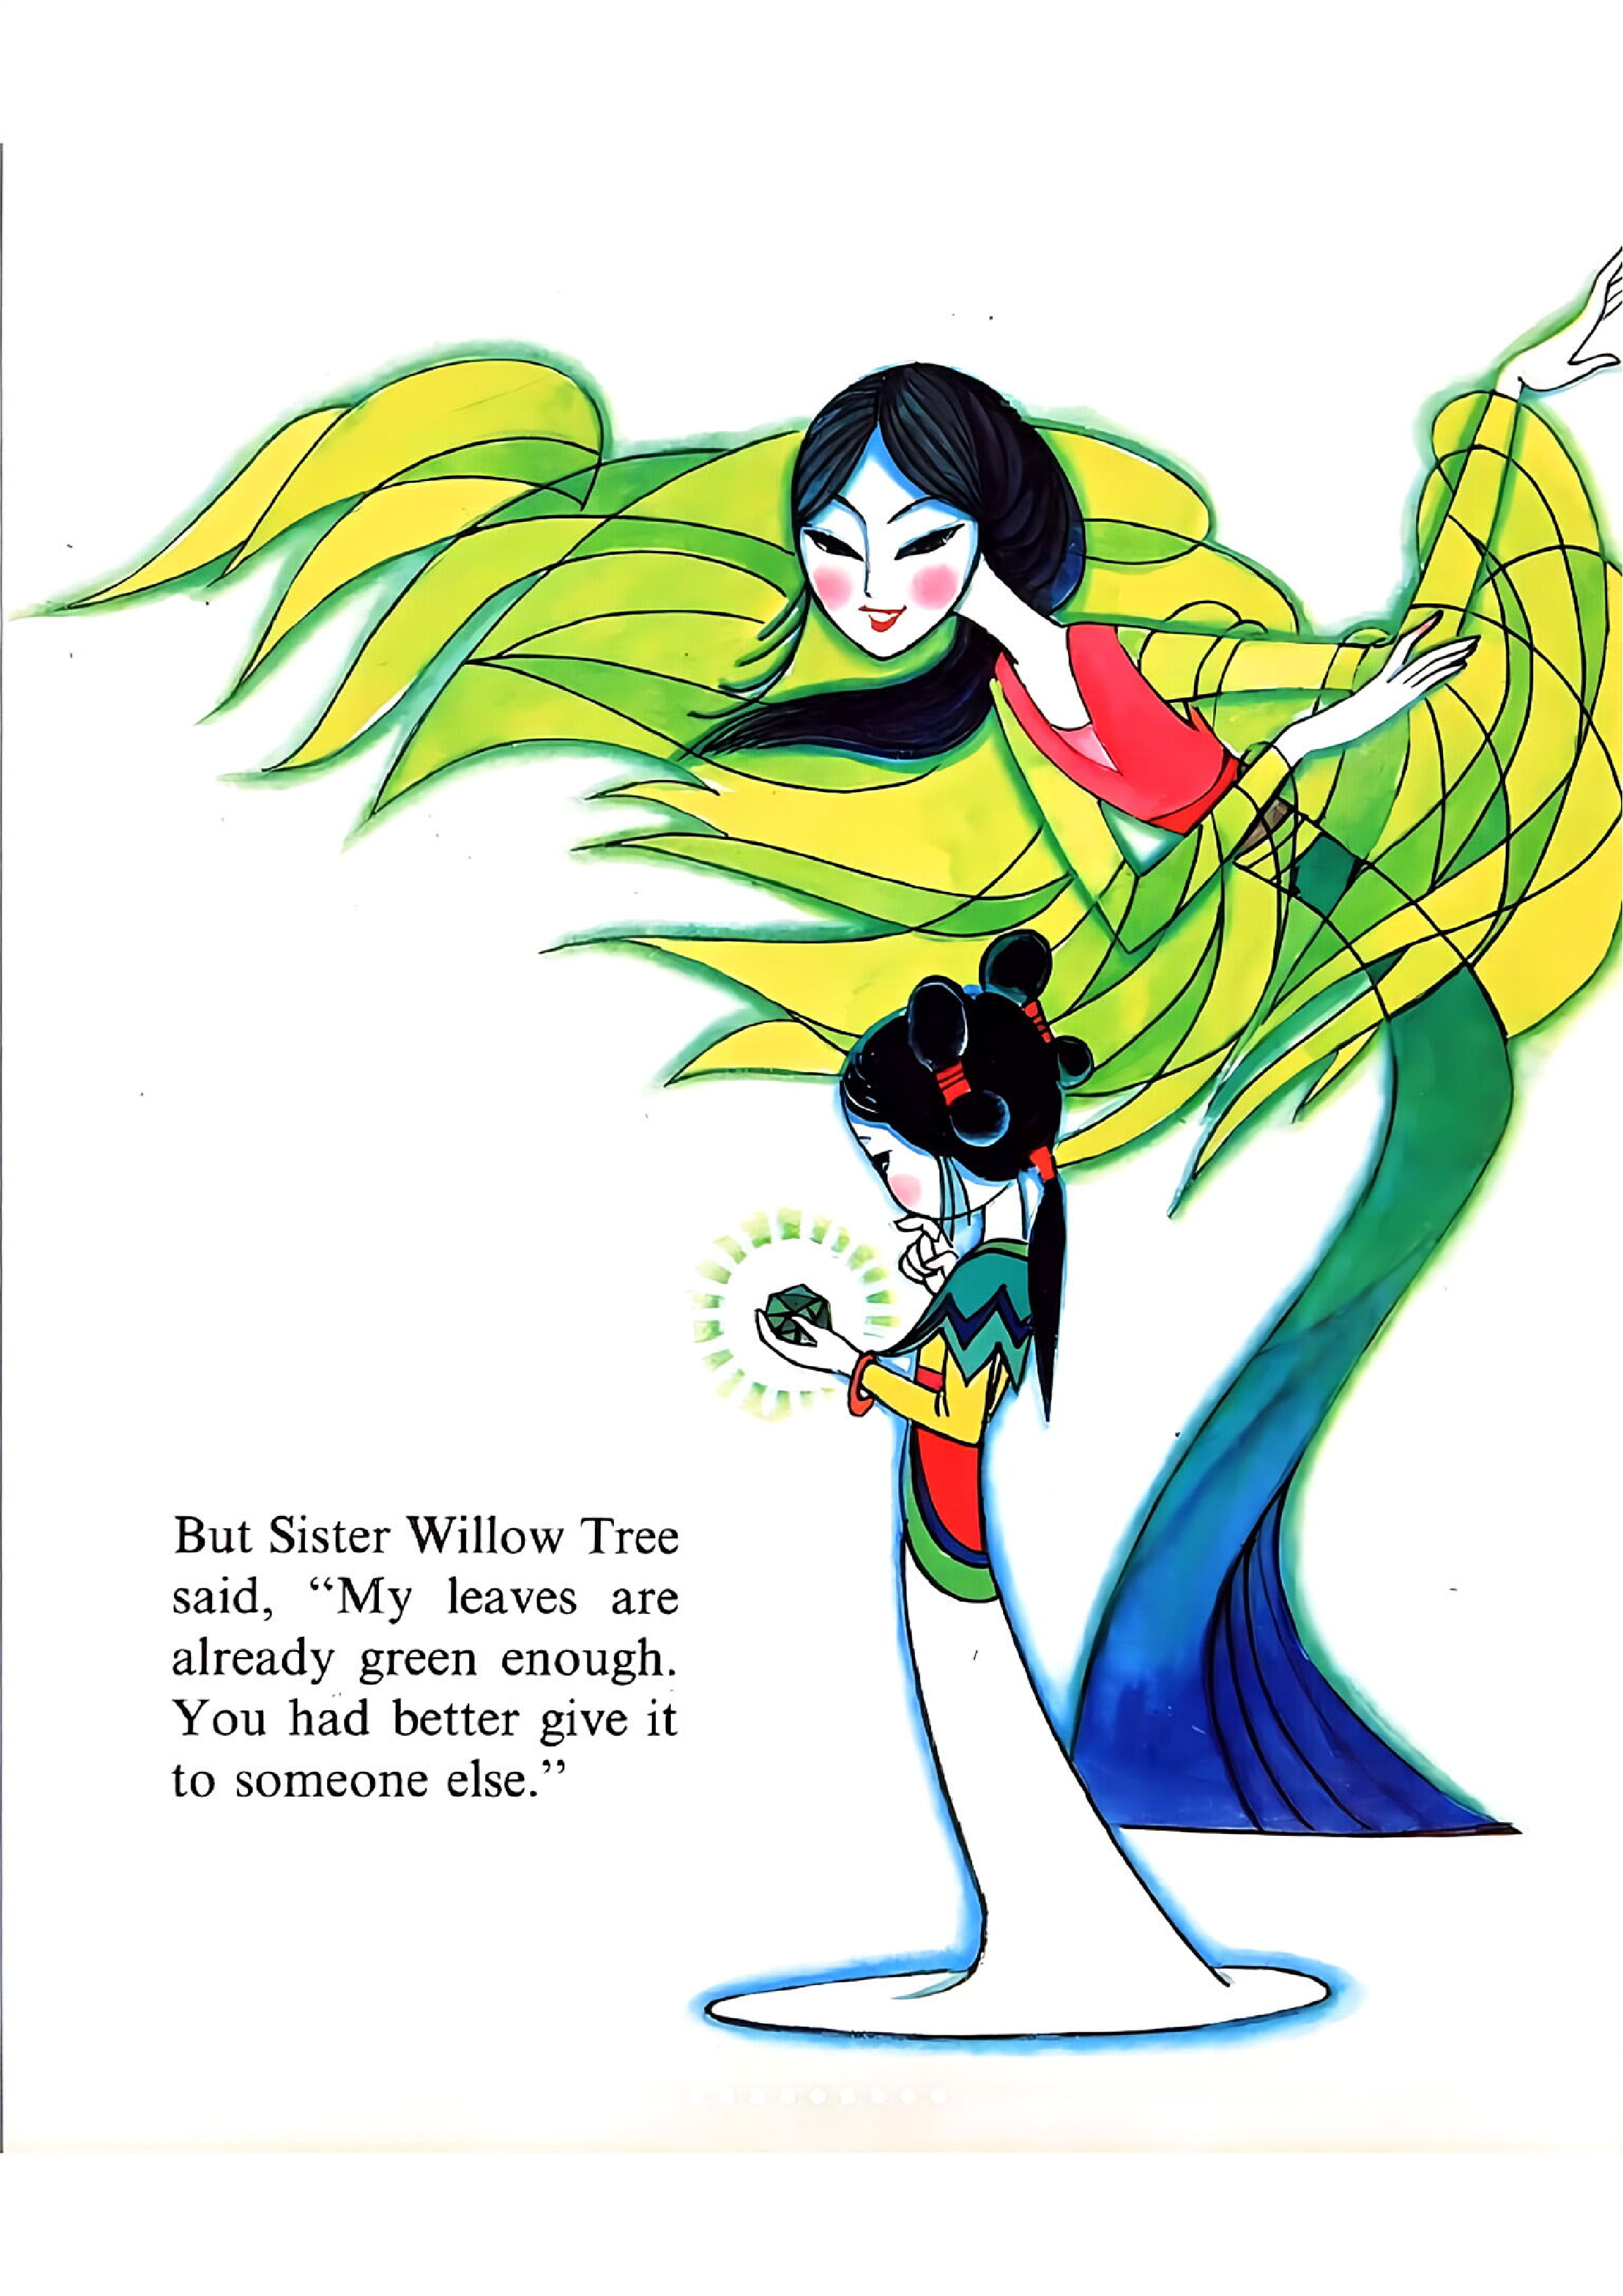 But Sister Willow Tree
said, “My leaves are
already green enough.
You had better give it
to someone else.”